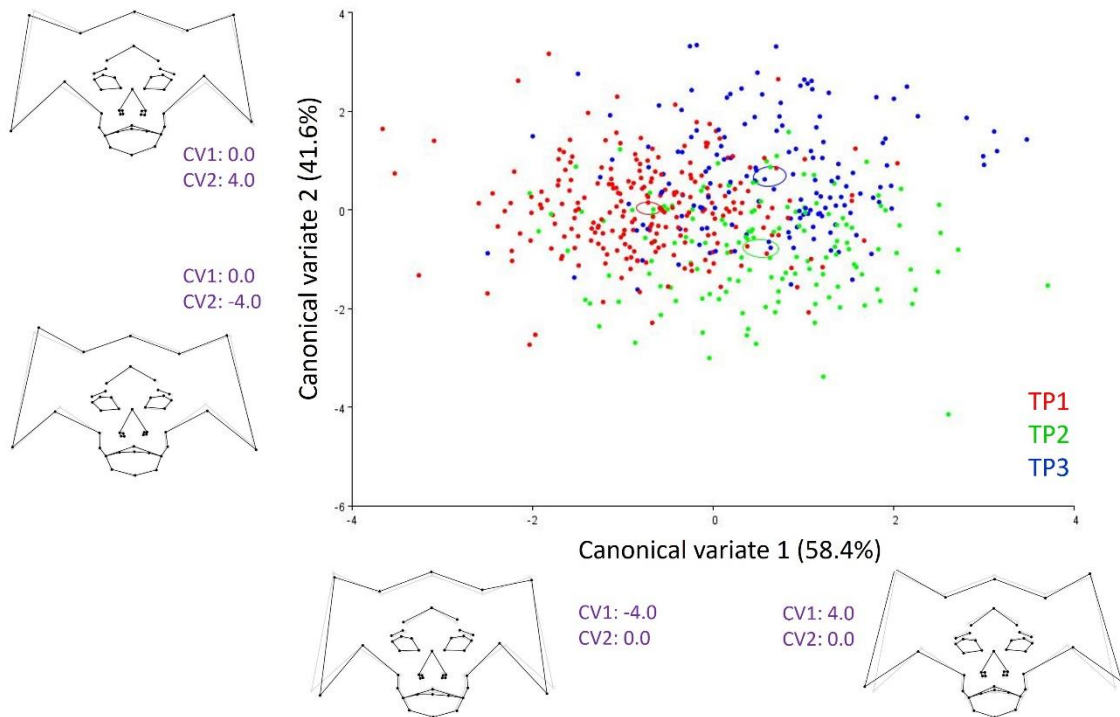 CV1: 0.0
CV2: 4.0
CV1: 0.0
CV2: -4.0
Canonical variate 2 (41.6%)
4
2
0
-2
-4
-6
-4
-2
0
2
4
TP1
TP2
TP3
Canonical variate 1 (58.4%)
CV1: -4.0
CV2: 0.0
CV1: 4.0
CV2: 0.0